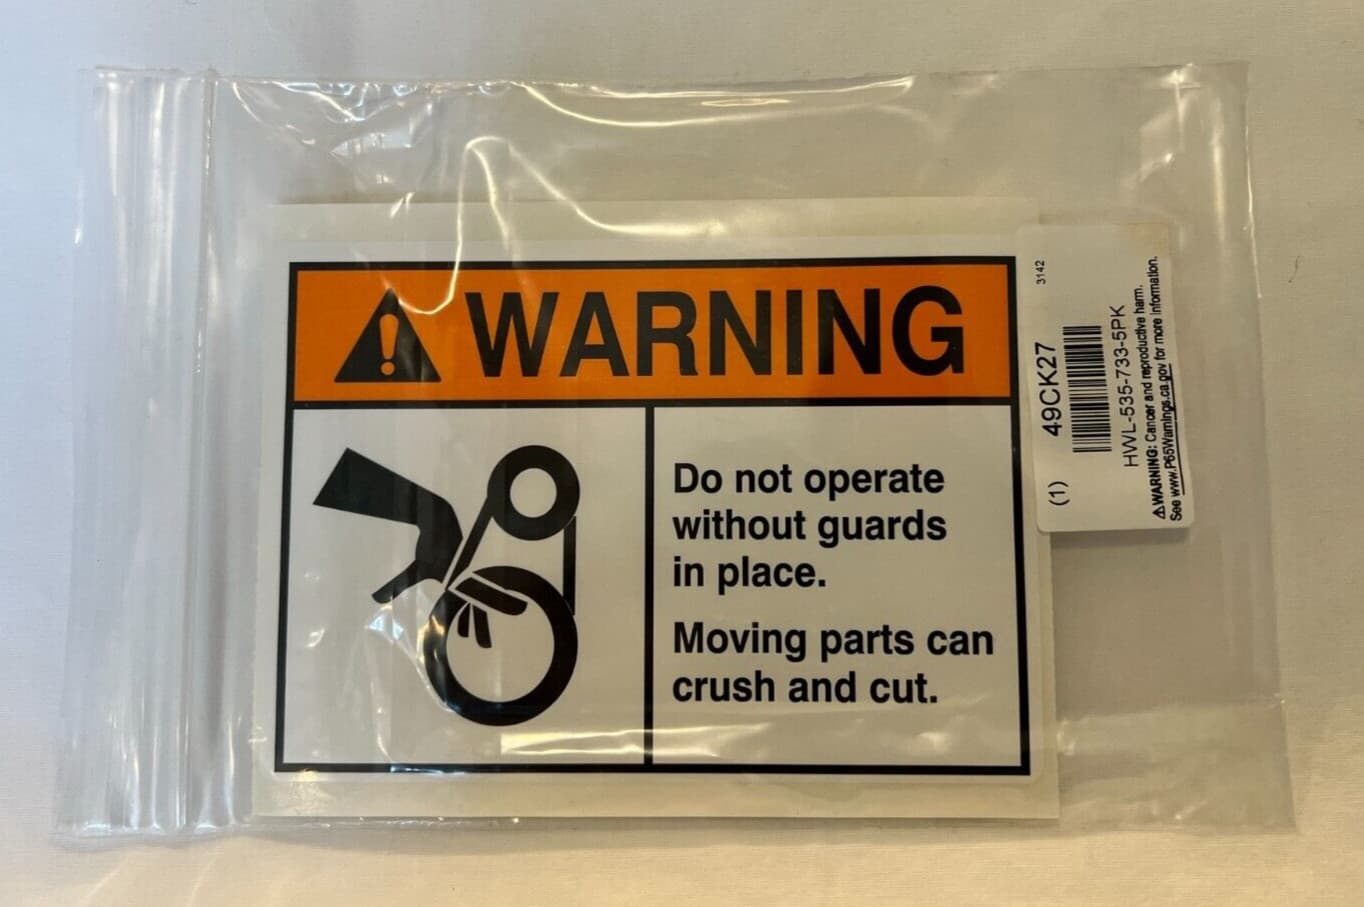 ⚠ WARNING
Do not operate
without guards
in place.
Moving parts can
crush and cut.
(1) 49CK27 3142
HWL-535-733-5PK
⚠WARNING: Cancer and reproductive harm.
See www.P65Warnings.ca.gov for more information.